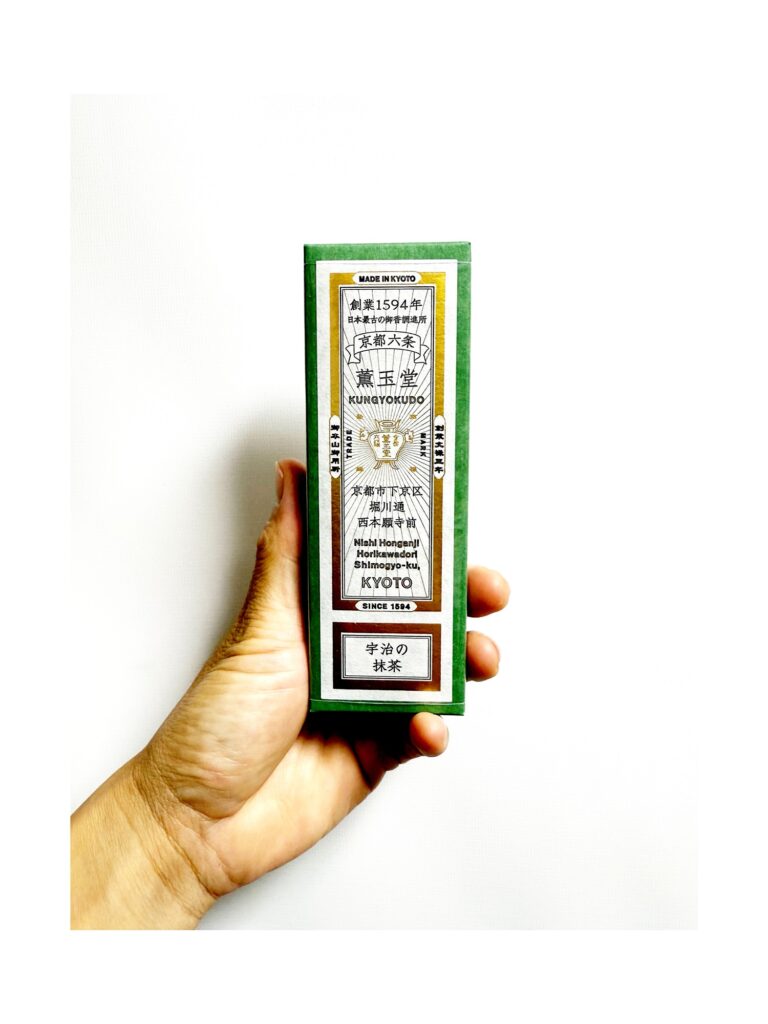 MADE IN KYOTO
創業1594年
日本最古の御香調進所
京都六条
薫玉堂
KUNGYOKUDO
TRADE
MARK
薫玉堂
京都市下京区
堀川通
西本願寺前
Nishi Honganji
Horikawadori
Shimogyo-ku,
KYOTO
SINCE 1594
宇治の
抹茶